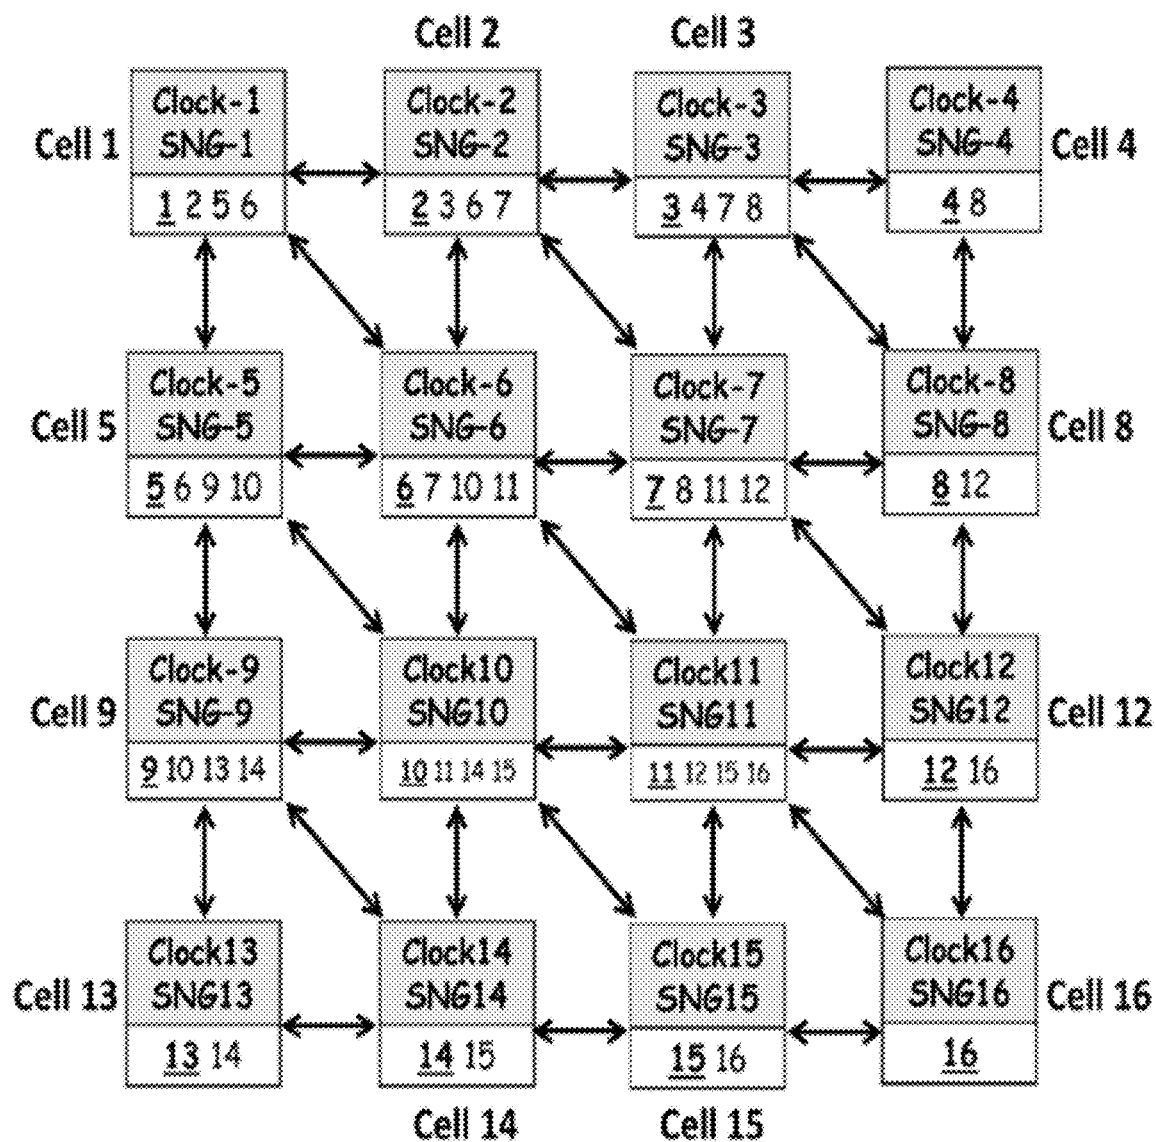 Cell 2 Cell 3
Clock-1 Clock-2 Clock-3 Clock-4
Cell 1 SNG-1 SNG-2 SNG-3 SNG-4 Cell 4
1 2 5 6 2 3 6 7 3 4 7 8 4 8
Clock-5 Clock-6 Clock-7 Clock-8
Cell 5 SNG-5 SNG-6 SNG-7 SNG-8 Cell 8
5 6 9 10 6 7 10 11 7 8 11 12 8 12
Clock-9 Clock10 Clock11 Clock12
Cell 9 SNG-9 SNG10 SNG11 SNG12 Cell 12
9 10 13 14 10 11 14 15 11 12 15 16 12 16
Clock13 Clock14 Clock15 Clock16
Cell 13 SNG13 SNG14 SNG15 SNG16 Cell 16
13 14 14 15 15 16 16
Cell 14 Cell 15